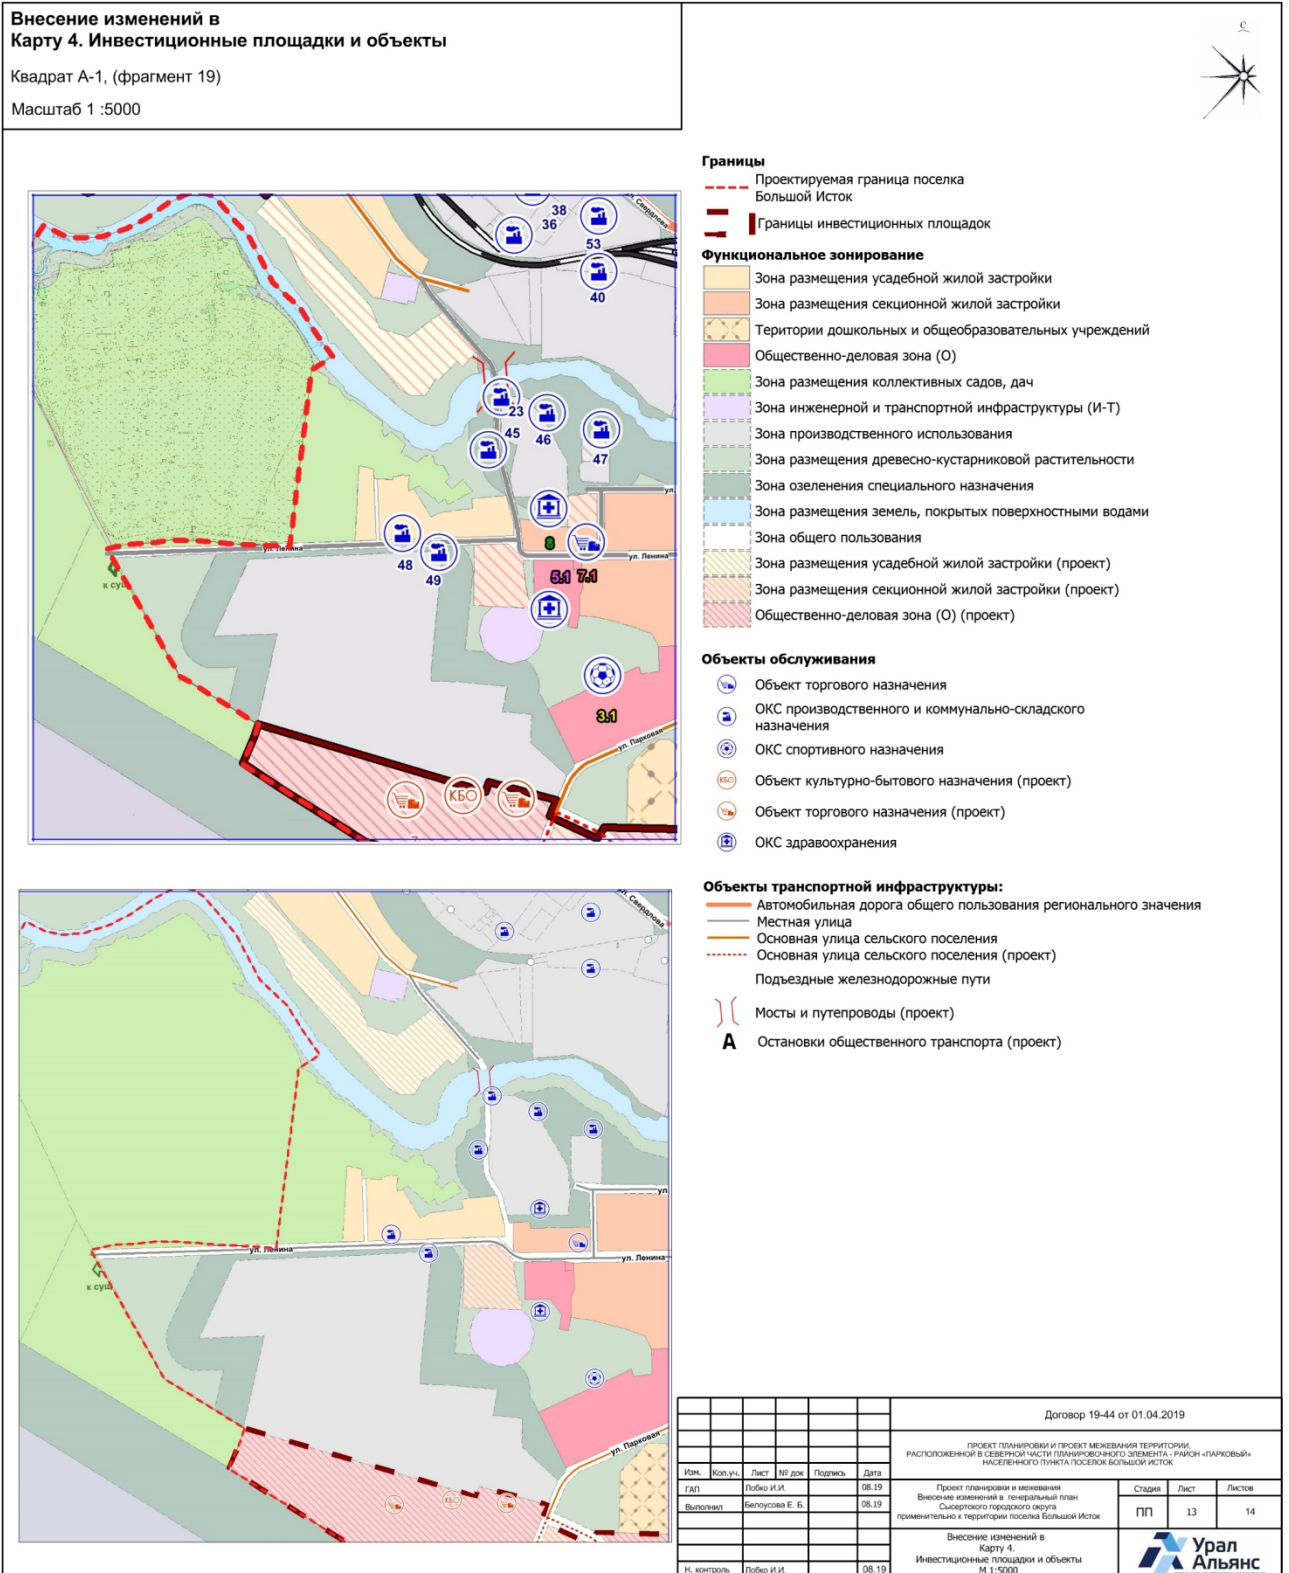 Внесение изменений в
Карту 4. Инвестиционные площадки и объекты
Квадрат А-1, (фрагмент 19)
Масштаб 1 :5000
С
Границы
Проектируемая граница поселка
Большой Исток
Границы инвестиционных площадок
Функциональное зонирование
Зона размещения усадебной жилой застройки
Зона размещения секционной жилой застройки
Територии дошкольных и общеобразовательных учреждений
Общественно-деловая зона (О)
Зона размещения коллективных садов, дач
Зона инженерной и транспортной инфраструктуры (И-Т)
Зона производственного использования
Зона размещения древесно-кустарниковой растительности
Зона озеленения специального назначения
Зона размещения земель, покрытых поверхностными водами
Зона общего пользования
Зона размещения усадебной жилой застройки (проект)
Зона размещения секционной жилой застройки (проект)
Общественно-деловая зона (О) (проект)
Объекты обслуживания
Объект торгового назначения
ОКС производственного и коммунально-складского
назначения
ОКС спортивного назначения
КБО Объект культурно-бытового назначения (проект)
Объект торгового назначения (проект)
ОКС здравоохранения
Объекты транспортной инфраструктуры:
Автомобильная дорога общего пользования регионального значения
Местная улица
Основная улица сельского поселения
Основная улица сельского поселения (проект)
Подъездные железнодорожные пути
Мосты и путепроводы (проект)
А Остановки общественного транспорта (проект)
38
36
53
40
ул. Свердлова
23
45
46
47
ул.
8
48
49
ул. Ленина
ул. Ленина
к сущ
5.1
7.1
3.1
ул. Парковая
КБО
7
ул. Свердлова
ул.
ул. Ленина
ул. Ленина
к сущ
ул. Парковая
КБО
Договор 19-44 от 01.04.2019
ПРОЕКТ ПЛАНИРОВКИ И ПРОЕКТ МЕЖЕВАНИЯ ТЕРРИТОРИИ,
РАСПОЛОЖЕННОЙ В СЕВЕРНОЙ ЧАСТИ ПЛАНИРОВОЧНОГО ЭЛЕМЕНТА - РАЙОН «ПАРКОВЫЙ»
НАСЕЛЕННОГО ПУНКТА ПОСЕЛОК БОЛЬШОЙ ИСТОК
Изм. Кол.уч. Лист № док Подпись Дата
ГАП Лобко И.И. 08.19
Выполнил Белоусова Е. Б. 08.19
Н. контроль Лобко И.И. 08.19
Проект планировки и межевания
Внесение изменений в генеральный план
Сысертского городского округа
применительно к территории поселка Большой Исток
Стадия Лист Листов
ПП 13 14
Внесение изменений в
Карту 4.
Инвестиционные площадки и объекты
М 1:5000
Урал
Альянс